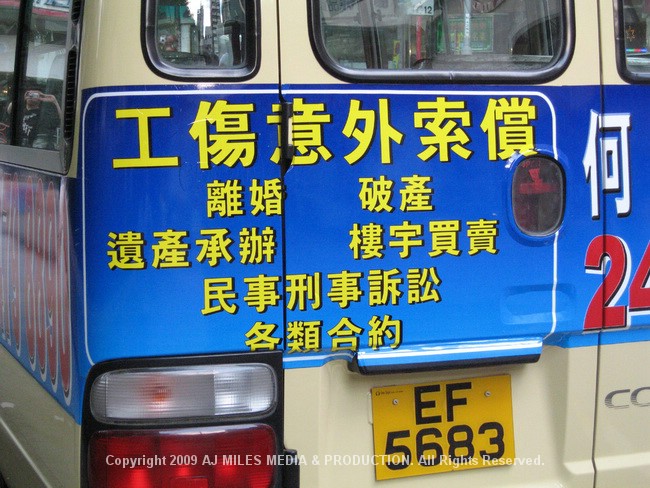 工傷意外索償
離婚 破產
遺產承辦 樓宇買賣
民事刑事訴訟
各類合約
何
24
EF
5683
CO
12
Copyright 2009 AJ MILES MEDIA & PRODUCTION. All Rights Reserved.